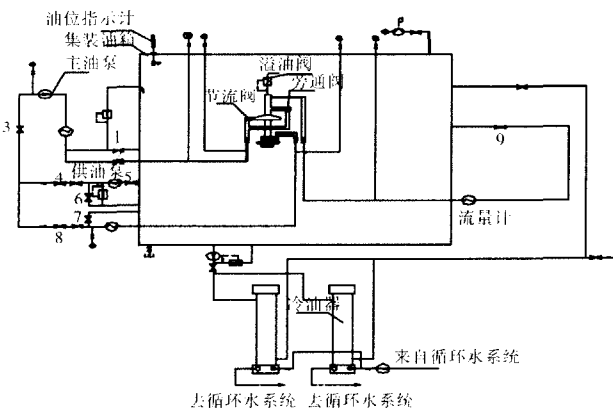 油位指示计
集装油箱
主油泵
溢油阀
旁通阀
节流阀
3
1
9
供油泵
4
5
6
7
8
流量计
冷油器
来自循环水系统
去循环水系统 去循环水系统